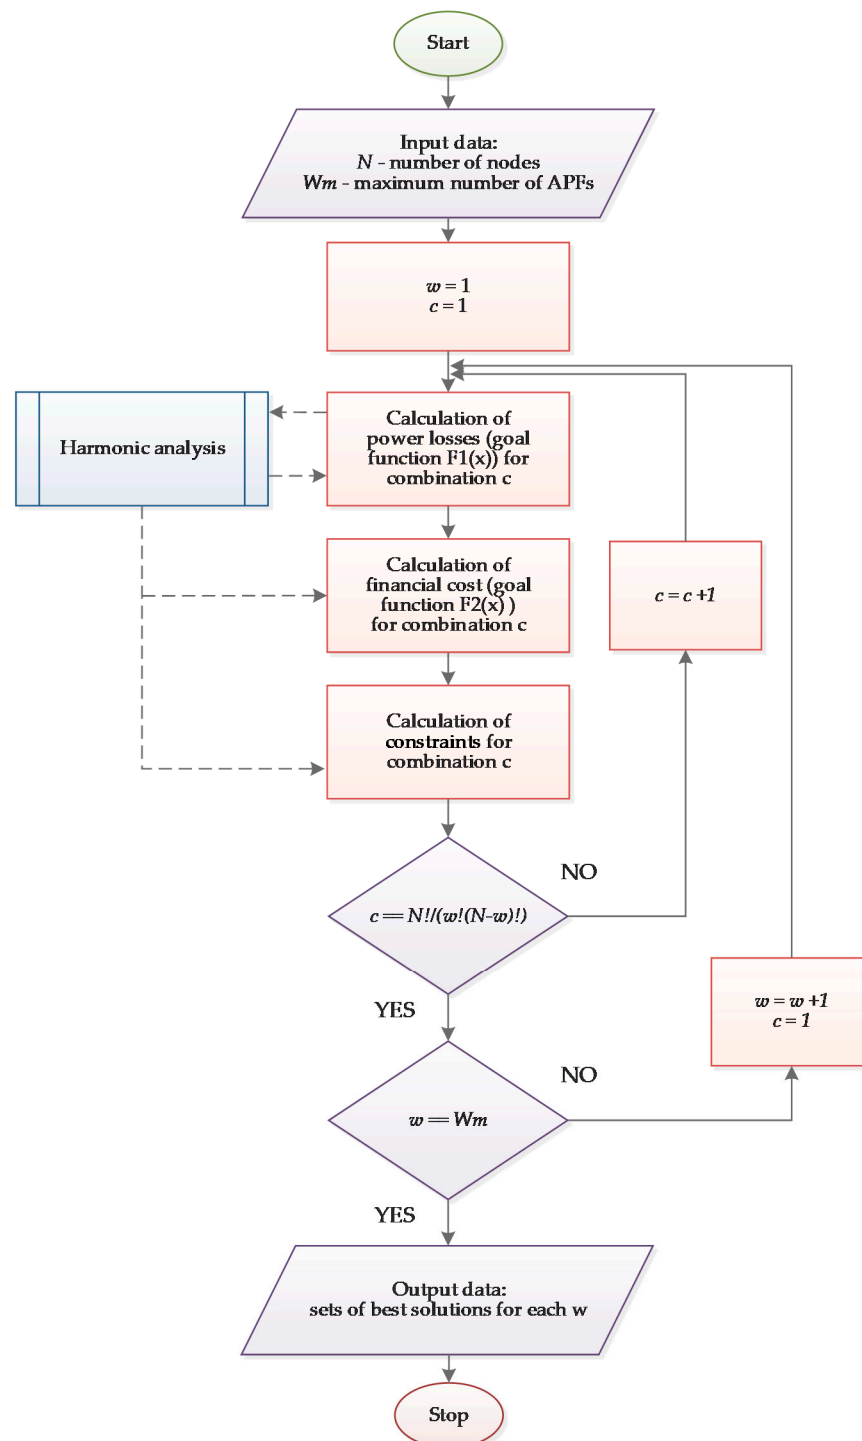 Start
Input data:
N - number of nodes
Wm - maximum number of APFs
w = 1
c = 1
Harmonic analysis
Calculation of
power losses (goal
function F1(x)) for
combination c
Calculation of
financial cost (goal
function F2(x) )
for combination c
c = c +1
Calculation of
constraints for
combination c
NO
c == N!/(w!(N-w)!)
YES
w = w +1
c = 1
NO
w == Wm
YES
Output data:
sets of best solutions for each w
Stop